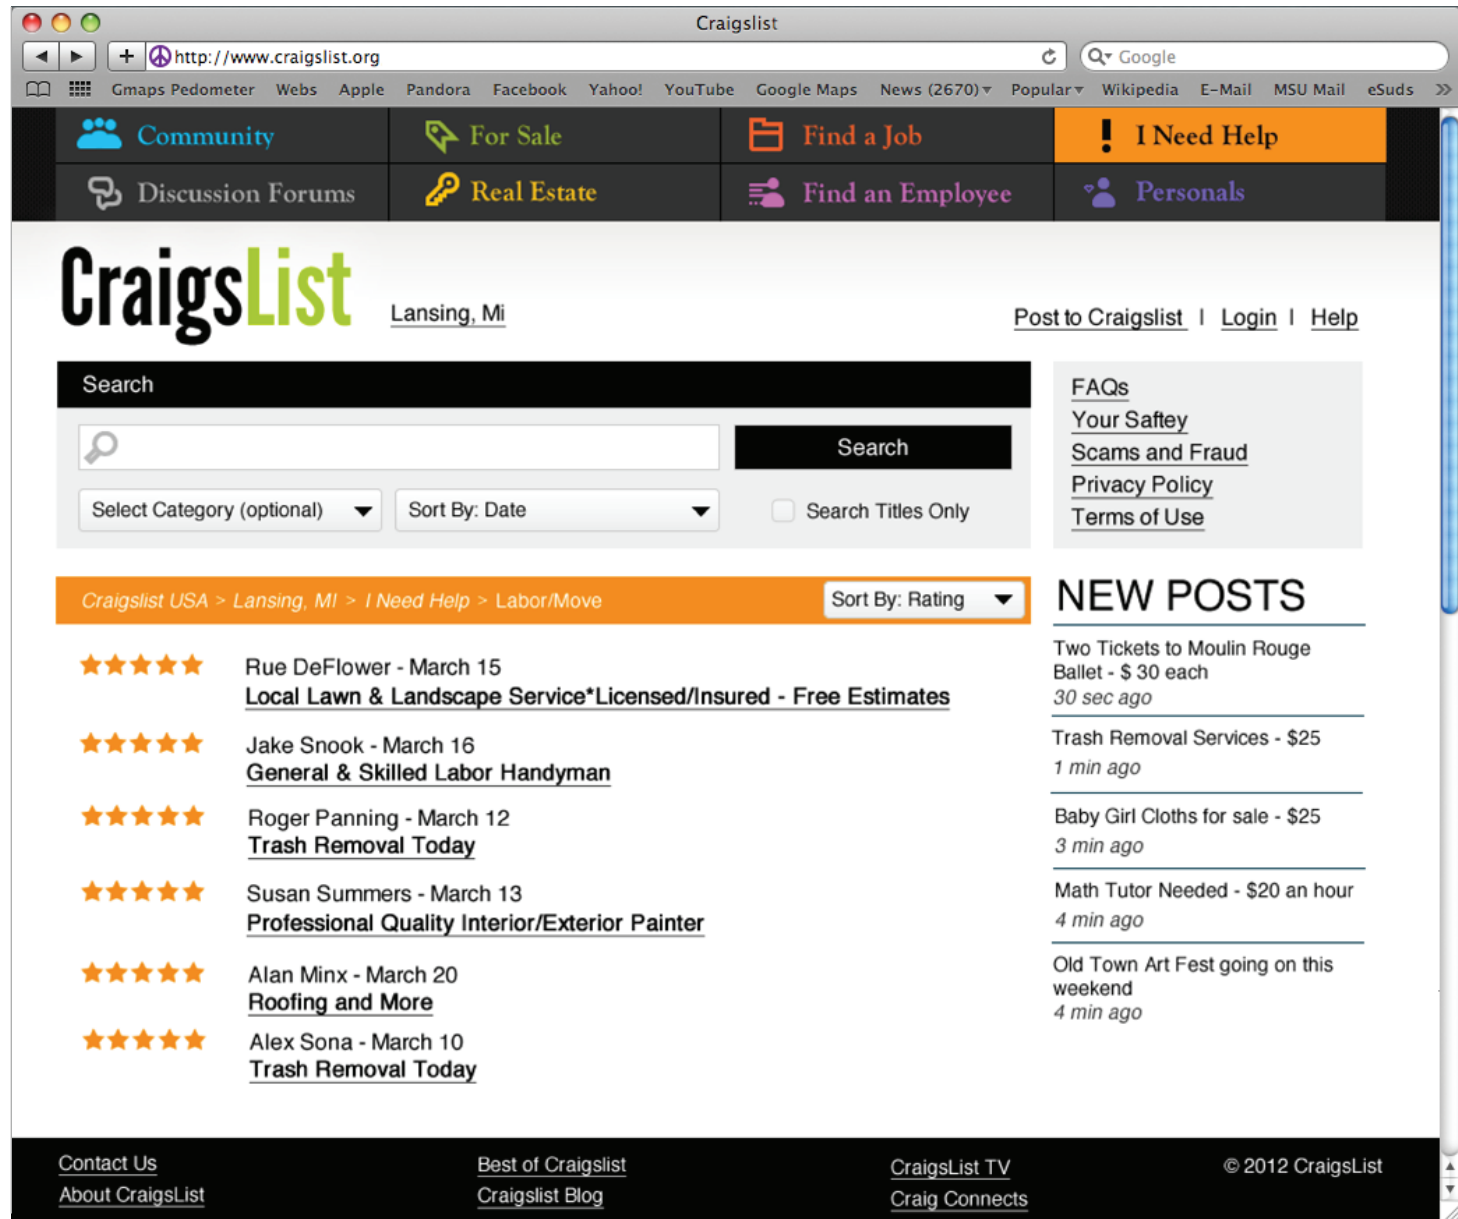 Craigslist
http://www.craigslist.org
Google
Gmaps Pedometer Webs Apple Pandora Facebook Yahoo! YouTube Google Maps News (2670) Popular Wikipedia E-Mail MSU Mail eSuds
Community For Sale Find a Job I Need Help
Discussion Forums Real Estate Find an Employee Personals
CraigsList
Lansing, Mi
Post to Craigslist | Login | Help
Search
Search
Select Category (optional) Sort By: Date Search Titles Only
FAQs
Your Saftey
Scams and Fraud
Privacy Policy
Terms of Use
Craigslist USA > Lansing, MI > I Need Help > Labor/Move Sort By: Rating
Rue DeFlower - March 15
Local Lawn & Landscape Service*Licensed/Insured - Free Estimates
Jake Snook - March 16
General & Skilled Labor Handyman
Roger Panning - March 12
Trash Removal Today
Susan Summers - March 13
Professional Quality Interior/Exterior Painter
Alan Minx - March 20
Roofing and More
Alex Sona - March 10
Trash Removal Today
NEW POSTS
Two Tickets to Moulin Rouge
Ballet - $ 30 each
30 sec ago
Trash Removal Services - $25
1 min ago
Baby Girl Cloths for sale - $25
3 min ago
Math Tutor Needed - $20 an hour
4 min ago
Old Town Art Fest going on this
weekend
4 min ago
Contact Us Best of Craigslist CraigsList TV © 2012 CraigsList
About CraigsList Craigslist Blog Craig Connects